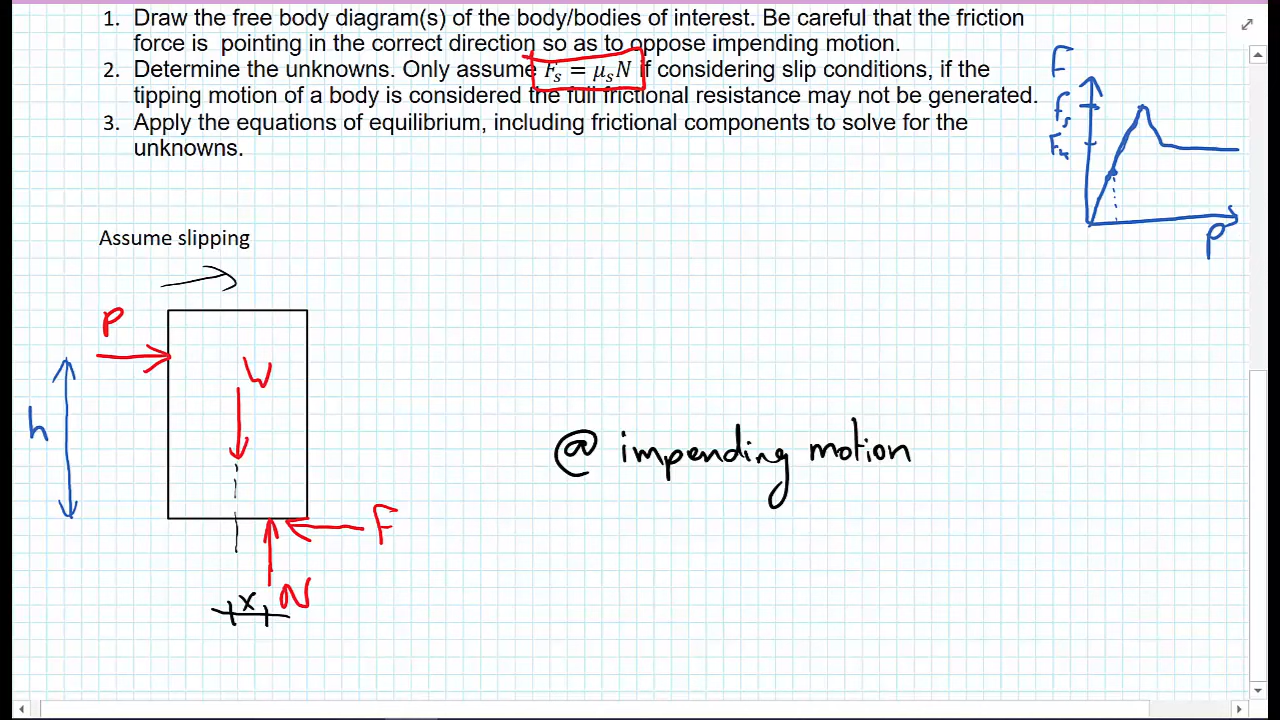 1. Draw the free body diagram(s) of the body/bodies of interest. Be careful that the friction
force is pointing in the correct direction so as to oppose impending motion.
2. Determine the unknowns. Only assume Fₛ = μₛN if considering slip conditions, if the
tipping motion of a body is considered the full frictional resistance may not be generated.
3. Apply the equations of equilibrium, including frictional components to solve for the
unknowns.
F
Fs
Fk
P
Assume slipping
P
W
h
@ impending motion
F
N
x